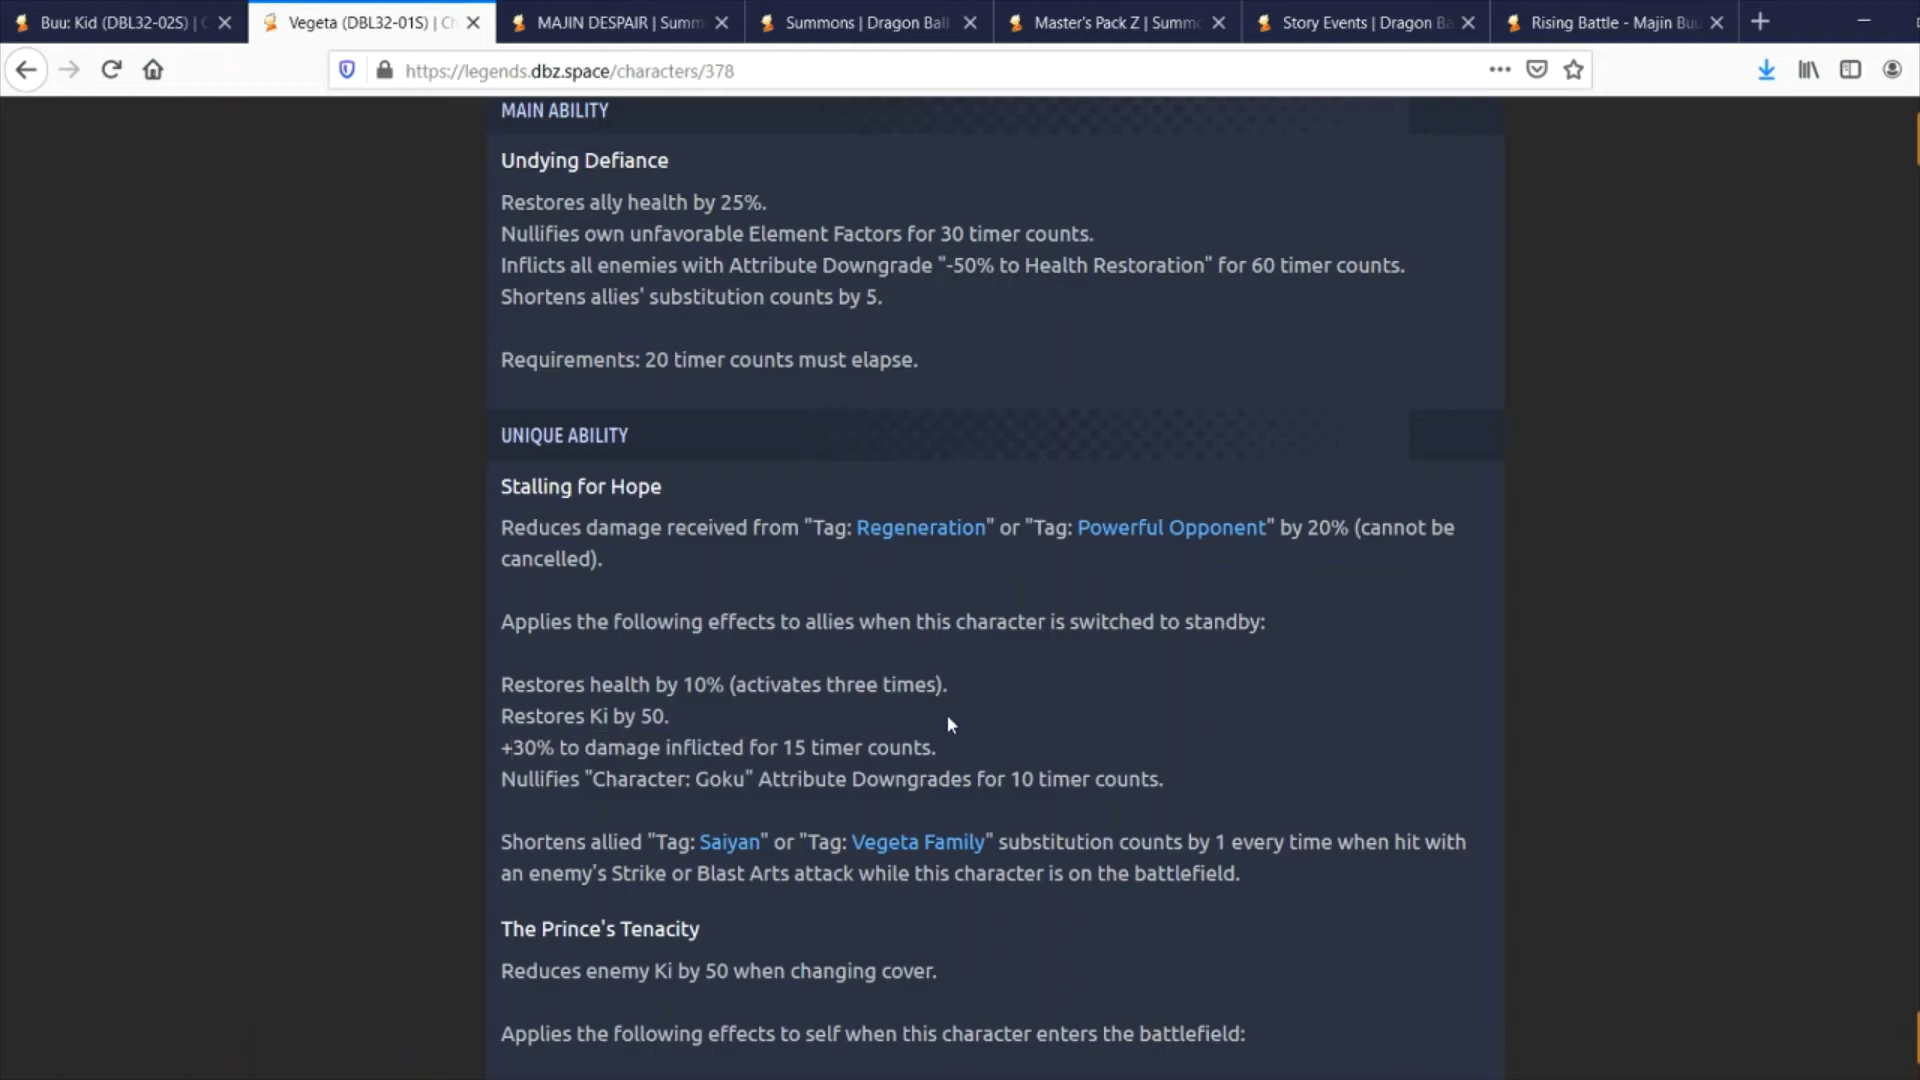 Buu: Kid (DBL32-02S) | C
Vegeta (DBL32-01S) | Ch
MAJIN DESPAIR | Summ
Summons | Dragon Ball
Master's Pack Z | Summo
Story Events | Dragon Ba
Rising Battle - Majin Buu
https://legends.dbz.space/characters/378
MAIN ABILITY
Undying Defiance
Restores ally health by 25%.
Nullifies own unfavorable Element Factors for 30 timer counts.
Inflicts all enemies with Attribute Downgrade "-50% to Health Restoration" for 60 timer counts.
Shortens allies' substitution counts by 5.
Requirements: 20 timer counts must elapse.
UNIQUE ABILITY
Stalling for Hope
Reduces damage received from "Tag: Regeneration" or "Tag: Powerful Opponent" by 20% (cannot be
cancelled).
Applies the following effects to allies when this character is switched to standby:
Restores health by 10% (activates three times).
Restores Ki by 50.
+30% to damage inflicted for 15 timer counts.
Nullifies "Character: Goku" Attribute Downgrades for 10 timer counts.
Shortens allied "Tag: Saiyan" or "Tag: Vegeta Family" substitution counts by 1 every time when hit with
an enemy's Strike or Blast Arts attack while this character is on the battlefield.
The Prince's Tenacity
Reduces enemy Ki by 50 when changing cover.
Applies the following effects to self when this character enters the battlefield: